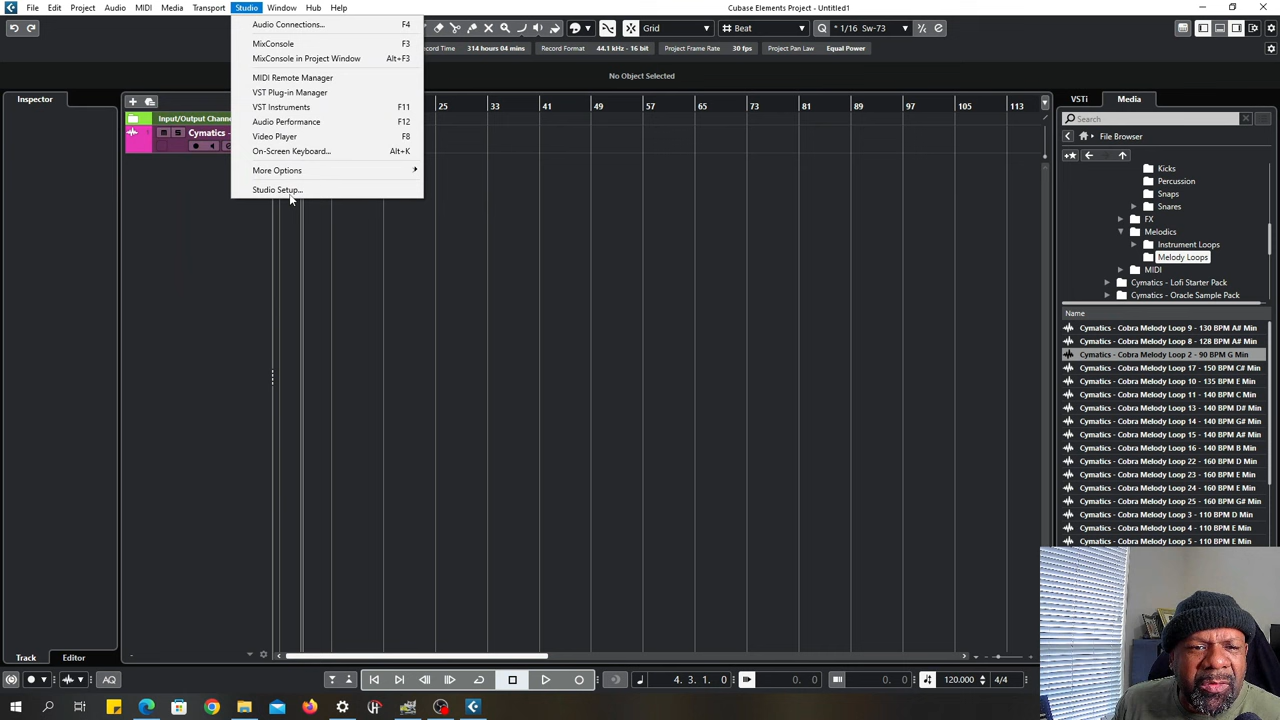 File Edit Project Audio MIDI Media Transport Studio Window Hub Help
Cubase Elements Project - Untitled1
Grid
Beat
1/16 Sw-73
Record Time 314 hours 04 mins
Record Format 44.1 kHz - 16 bit
Project Frame Rate 30 fps
Project Pan Law Equal Power
No Object Selected
Inspector
Input/Output Chann
Cymatics -
Audio Connections... F4
MixConsole F3
MixConsole in Project Window Alt+F3
MIDI Remote Manager
VST Plug-in Manager
VST Instruments F11
Audio Performance F12
Video Player F8
On-Screen Keyboard... Alt+K
More Options
Studio Setup...
25 33 41 49 57 65 73 81 89 97 105 113
VSTi Media
Search
File Browser
Kicks
Percussion
Snaps
Snares
FX
Melodics
Instrument Loops
Melody Loops
MIDI
Cymatics - Lofi Starter Pack
Cymatics - Oracle Sample Pack
Name
Cymatics - Cobra Melody Loop 9 - 130 BPM A# Min
Cymatics - Cobra Melody Loop 8 - 128 BPM A# Min
Cymatics - Cobra Melody Loop 2 - 90 BPM G Min
Cymatics - Cobra Melody Loop 17 - 150 BPM C# Min
Cymatics - Cobra Melody Loop 10 - 135 BPM E Min
Cymatics - Cobra Melody Loop 11 - 140 BPM C Min
Cymatics - Cobra Melody Loop 13 - 140 BPM D# Min
Cymatics - Cobra Melody Loop 14 - 140 BPM G# Min
Cymatics - Cobra Melody Loop 15 - 140 BPM A# Min
Cymatics - Cobra Melody Loop 16 - 140 BPM B Min
Cymatics - Cobra Melody Loop 22 - 160 BPM D Min
Cymatics - Cobra Melody Loop 23 - 160 BPM E Min
Cymatics - Cobra Melody Loop 24 - 160 BPM E Min
Cymatics - Cobra Melody Loop 25 - 160 BPM G# Min
Cymatics - Cobra Melody Loop 3 - 110 BPM D Min
Cymatics - Cobra Melody Loop 4 - 110 BPM E Min
Cymatics - Cobra Melody Loop 5 - 110 BPM E Min
Track Editor
AQ
4. 3. 1. 0
0. 0
0. 0
120.000
4/4